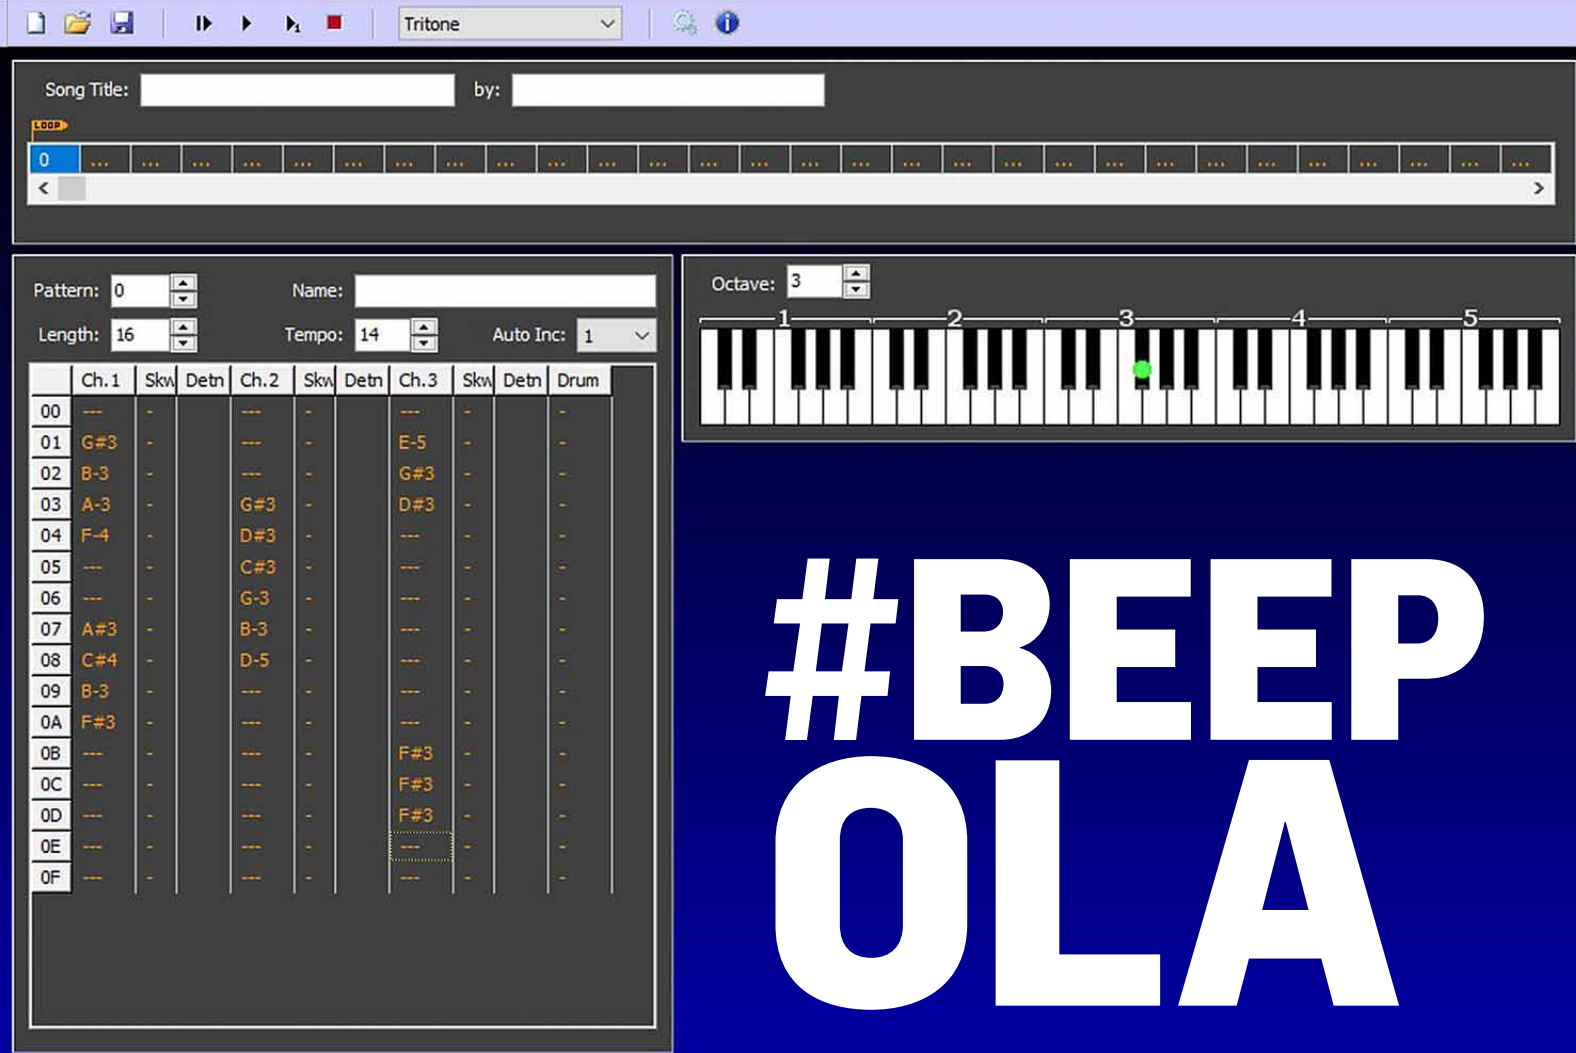 Tritone
Song Title: by:
LOOP
0 ... ... ... ... ... ... ... ... ... ... ... ... ... ... ... ... ... ... ... ... ... ... ... ... ... ... ... ... ...
Pattern: 0 Name:
Length: 16 Tempo: 14 Auto Inc: 1
Octave: 3
1 2 3 4 5
Ch.1 Skw Detn Ch.2 Skw Detn Ch.3 Skw Detn Drum
00 --- - --- - --- - -
01 G#3 - --- - E-5 - -
02 B-3 - --- - G#3 - -
03 A-3 - G#3 - D#3 - -
04 F-4 - D#3 - --- - -
05 --- - C#3 - --- - -
06 --- - G-3 - --- - -
07 A#3 - B-3 - --- - -
08 C#4 - D-5 - --- - -
09 B-3 - --- - --- - -
0A F#3 - --- - --- - -
0B --- - --- - F#3 - -
0C --- - --- - F#3 - -
0D --- - --- - F#3 - -
0E --- - --- - --- - -
0F --- - --- - --- - -
#BEEP
OLA